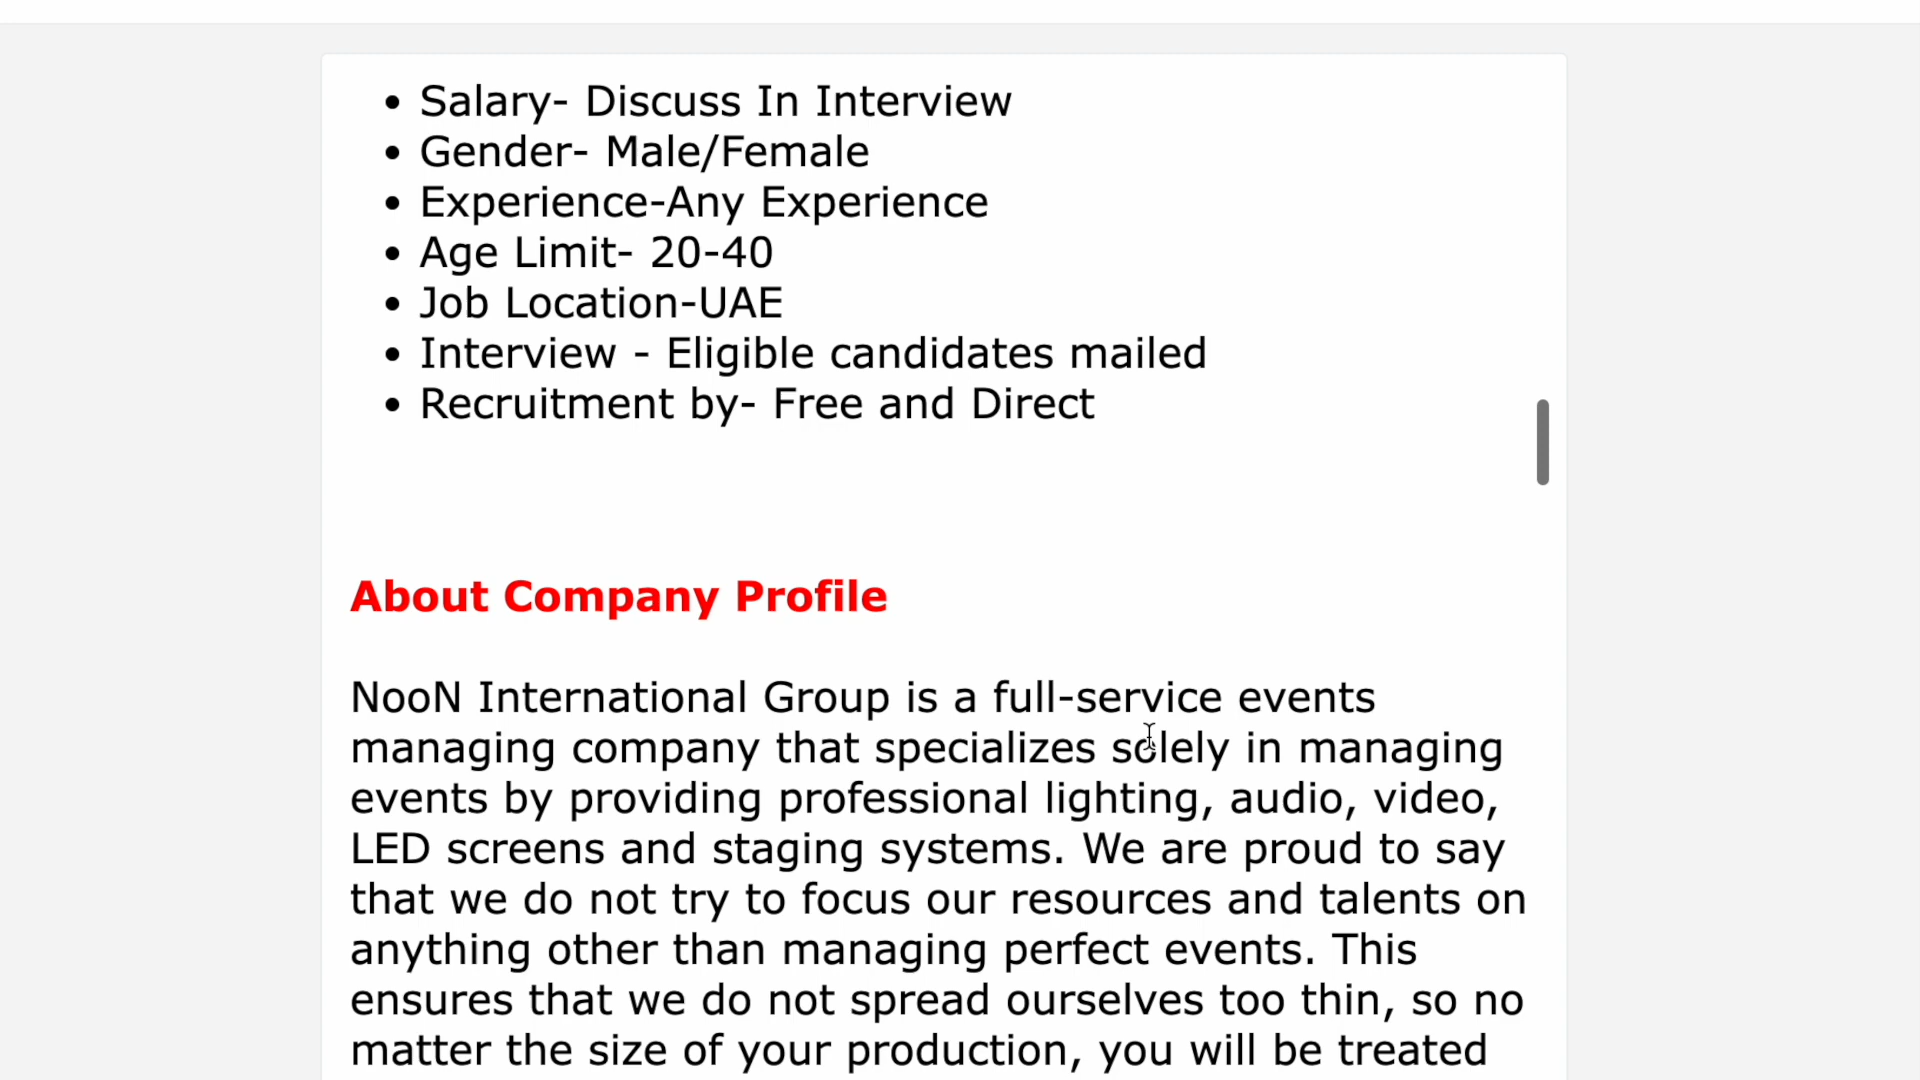 • Salary- Discuss In Interview
• Gender- Male/Female
• Experience-Any Experience
• Age Limit- 20-40
• Job Location-UAE
• Interview - Eligible candidates mailed
• Recruitment by- Free and Direct
About Company Profile
NooN International Group is a full-service events
managing company that specializes solely in managing
events by providing professional lighting, audio, video,
LED screens and staging systems. We are proud to say
that we do not try to focus our resources and talents on
anything other than managing perfect events. This
ensures that we do not spread ourselves too thin, so no
matter the size of your production, you will be treated